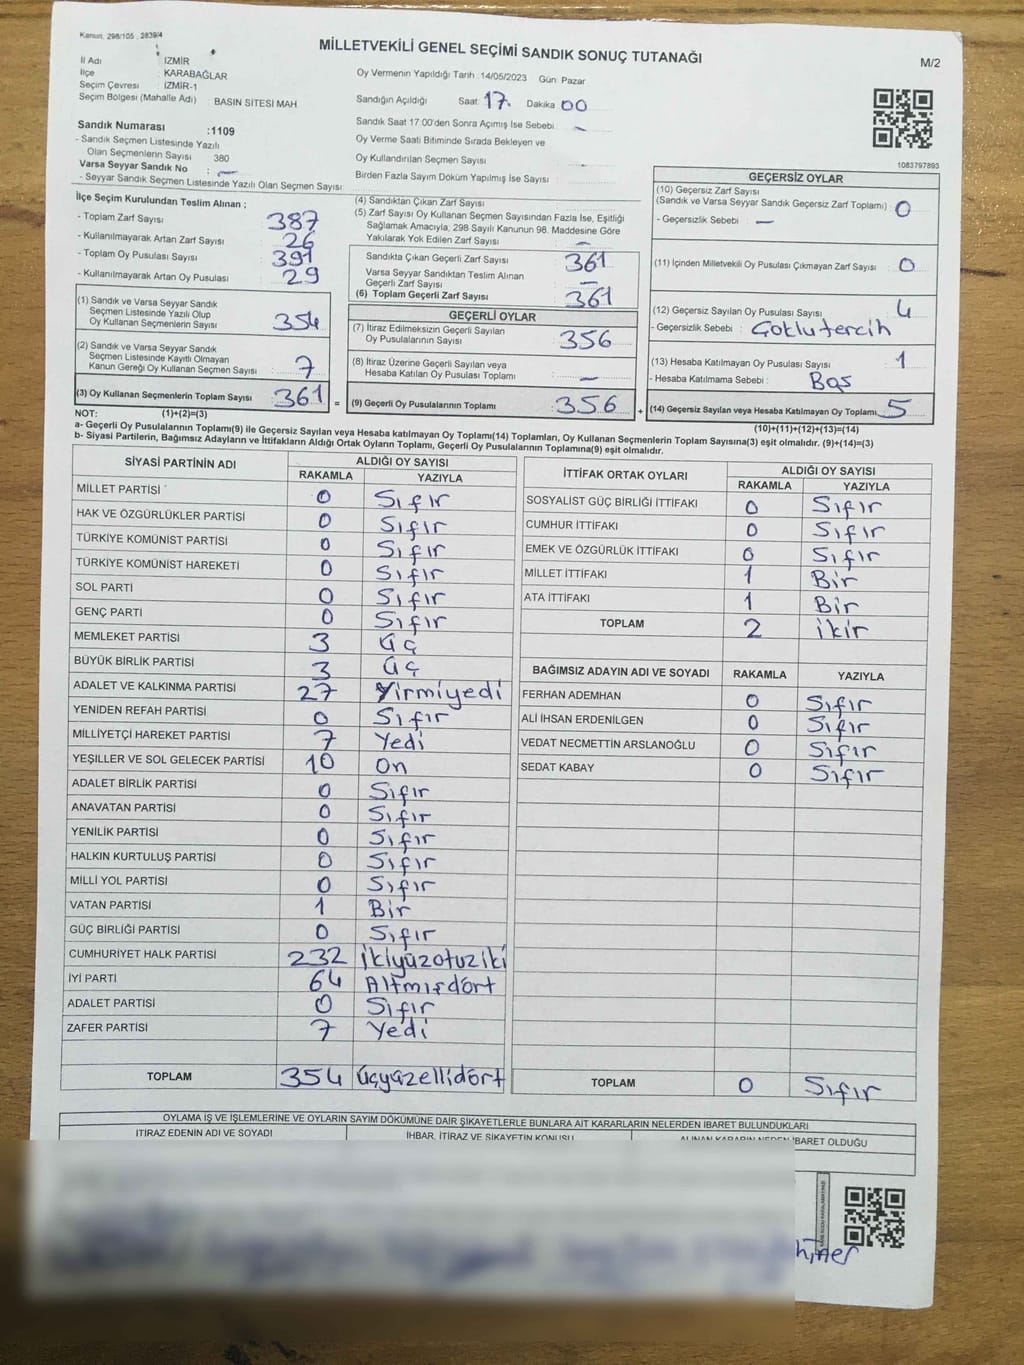 Kanun. 298/105 , 2839/4
MİLLETVEKİLİ GENEL SEÇİMİ SANDIK SONUÇ TUTANAĞI
M/2
İl Adı : İZMİR
İlçe : KARABAĞLAR
Seçim Çevresi : İZMİR-1
Seçim Bölgesi (Mahalle Adı) : BASIN SİTESİ MAH
Oy Vermenin Yapıldığı Tarih :14/05/2023 Gün: Pazar
Sandığın Açıldığı Saat: 17. Dakika 00
Sandık Saat 17:00'den Sonra Açımış İse Sebebi : –
Oy Verme Saati Bitiminde Sırada Bekleyen ve
Oy Kullandırılan Seçmen Sayısı
Birden Fazla Sayım Döküm Yapılmış İse Sayısı :
Sandık Numarası :1109
- Sandık Seçmen Listesinde Yazılı
Olan Seçmenlerin Sayısı 380
Varsa Seyyar Sandık No : –
- Seyyar Sandık Seçmen Listesinde Yazılı Olan Seçmen Sayısı:
1083797893
İlçe Seçim Kurulundan Teslim Alınan ;
- Toplam Zarf Sayısı : 387
- Kullanılmayarak Artan Zarf Sayısı : 26
- Toplam Oy Pusulası Sayısı : 391
- Kullanılmayarak Artan Oy Pusulası : 29
(1) Sandık ve Varsa Seyyar Sandık
Seçmen Listesinde Yazılı Olup
Oy Kullanan Seçmenlerin Sayısı : 354
(2) Sandık ve Varsa Seyyar Sandık
Seçmen Listesinde Kayıtlı Olmayan
Kanun Gereği Oy Kullanan Seçmen Sayısı : 7
(3) Oy Kullanan Seçmenlerin Toplam Sayısı : 361
(4) Sandıktan Çıkan Zarf Sayısı :
(5) Zarf Sayısı Oy Kullanan Seçmen Sayısından Fazla İse, Eşitliği
Sağlamak Amacıyla, 298 Sayılı Kanunun 98. Maddesine Göre
Yakılarak Yok Edilen Zarf Sayısı : –
Sandıkta Çıkan Geçerli Zarf Sayısı : 361
Varsa Seyyar Sandıktan Teslim Alınan
Geçerli Zarf Sayısı : –
(6) Toplam Geçerli Zarf Sayısı : 361
GEÇERLİ OYLAR
(7) İtiraz Edilmeksizin Geçerli Sayılan
Oy Pusulalarının Sayısı : 356
(8) İtiraz Üzerine Geçerli Sayılan veya
Hesaba Katılan Oy Pusulası Toplamı : –
= (9) Geçerli Oy Pusulalarının Toplamı : 356
GEÇERSİZ OYLAR
(10) Geçersiz Zarf Sayısı
(Sandık ve Varsa Seyyar Sandık Geçersiz Zarf Toplamı) : 0
- Geçersizlik Sebebi : –
(11) İçinden Milletvekili Oy Pusulası Çıkmayan Zarf Sayısı : 0
(12) Geçersiz Sayılan Oy Pusulası Sayısı : 4
- Geçersizlik Sebebi : Çoklu tercih
(13) Hesaba Katılmayan Oy Pusulası Sayısı : 1
- Hesaba Katılmama Sebebi : Boş
+ (14) Geçersiz Sayılan veya Hesaba Katılmayan Oy Toplamı : 5
NOT: (1)+(2)=(3)
(10)+(11)+(12)+(13)=(14)
a- Geçerli Oy Pusulalarının Toplamı(9) ile Geçersiz Sayılan veya Hesaba katılmayan Oy Toplamı(14) Toplamları, Oy Kullanan Seçmenlerin Toplam Sayısına(3) eşit olmalıdır. (9)+(14)=(3)
b- Siyasi Partilerin, Bağımsız Adayların ve İttifakların Aldığı Ortak Oyların Toplamı, Geçerli Oy Pusulalarının Toplamına(9) eşit olmalıdır.
SİYASİ PARTİNİN ADI ALDIĞI OY SAYISI
RAKAMLA YAZIYLA
MİLLET PARTİSİ 0 Sıfır
HAK VE ÖZGÜRLÜKLER PARTİSİ 0 Sıfır
TÜRKİYE KOMÜNİST PARTİSİ 0 Sıfır
TÜRKİYE KOMÜNİST HAREKETİ 0 Sıfır
SOL PARTİ 0 Sıfır
GENÇ PARTİ 0 Sıfır
MEMLEKET PARTİSİ 3 Üç
BÜYÜK BİRLİK PARTİSİ 3 Üç
ADALET VE KALKINMA PARTİSİ 27 Yirmiyedi
YENİDEN REFAH PARTİSİ 0 Sıfır
MİLLİYETÇİ HAREKET PARTİSİ 7 Yedi
YEŞİLLER VE SOL GELECEK PARTİSİ 10 On
ADALET BİRLİK PARTİSİ 0 Sıfır
ANAVATAN PARTİSİ 0 Sıfır
YENİLİK PARTİSİ 0 Sıfır
HALKIN KURTULUŞ PARTİSİ 0 Sıfır
MİLLİ YOL PARTİSİ 0 Sıfır
VATAN PARTİSİ 1 Bir
GÜÇ BİRLİĞİ PARTİSİ 0 Sıfır
CUMHURİYET HALK PARTİSİ 232 İkiyüzotuziki
İYİ PARTİ 64 Altmışdört
ADALET PARTİSİ 0 Sıfır
ZAFER PARTİSİ 7 Yedi
TOPLAM 354 üçyüzellidört
İTTİFAK ORTAK OYLARI ALDIĞI OY SAYISI
RAKAMLA YAZIYLA
SOSYALİST GÜÇ BİRLİĞİ İTTİFAKI 0 Sıfır
CUMHUR İTTİFAKI 0 Sıfır
EMEK VE ÖZGÜRLÜK İTTİFAKI 0 Sıfır
MİLLET İTTİFAKI 1 Bir
ATA İTTİFAKI 1 Bir
TOPLAM 2 ikir
BAĞIMSIZ ADAYIN ADI VE SOYADI RAKAMLA YAZIYLA
FERHAN ADEMHAN 0 Sıfır
ALİ İHSAN ERDENİLGEN 0 Sıfır
VEDAT NECMETTİN ARSLANOĞLU 0 Sıfır
SEDAT KABAY 0 Sıfır
TOPLAM 0 Sıfır
OYLAMA İŞ VE İŞLEMLERİNE VE OYLARIN SAYIM DÖKÜMÜNE DAİR ŞİKAYETLERLE BUNLARA AİT KARARLARIN NELERDEN İBARET BULUNDUKLARI
İTİRAZ EDENİN ADI VE SOYADI İHBAR, İTİRAZ VE ŞİKAYETİN KONUSU ALINAN KARARIN NEDEN İBARET OLDUĞU